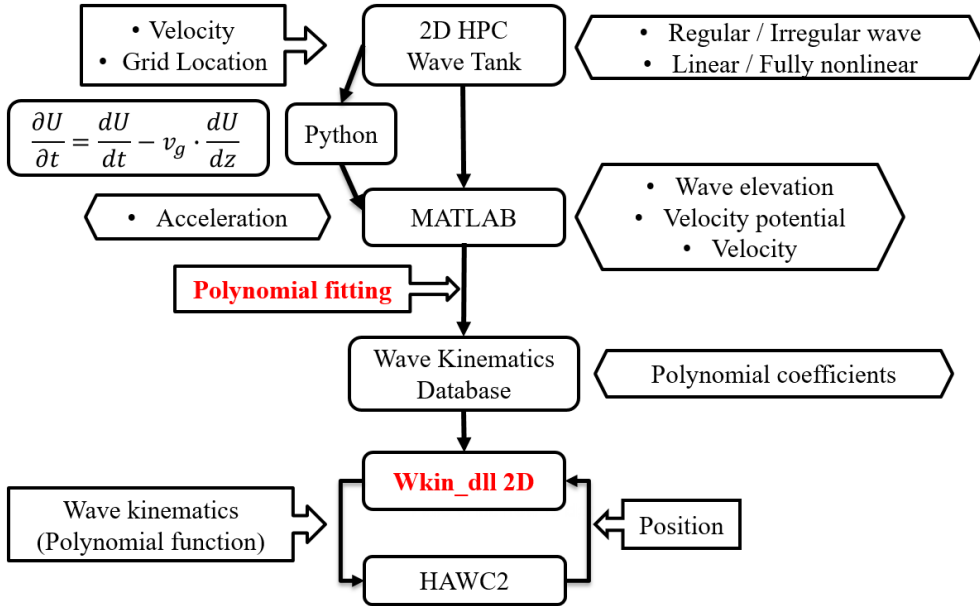 • Velocity
• Grid Location
2D HPC
Wave Tank
• Regular / Irregular wave
• Linear / Fully nonlinear
∂U/∂t = dU/dt − v_g · dU/dz
Python
• Acceleration
MATLAB
• Wave elevation
• Velocity potential
• Velocity
Polynomial fitting
Wave Kinematics
Database
Polynomial coefficients
Wkin_dll 2D
Wave kinematics
(Polynomial function)
Position
HAWC2